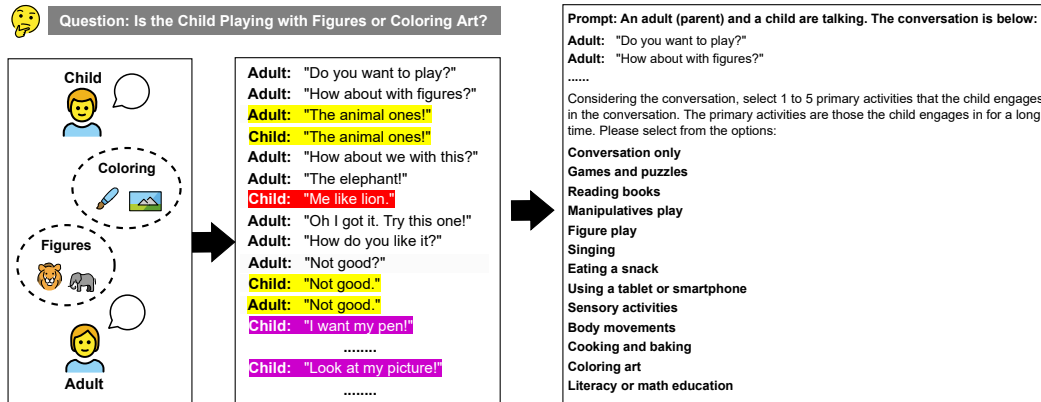 Question: Is the Child Playing with Figures or Coloring Art?
Child
Coloring
Figures
Adult
Adult: "Do you want to play?"
Adult: "How about with figures?"
Adult: "The animal ones!"
Child: "The animal ones!"
Adult: "How about we with this?"
Adult: "The elephant!"
Child: "Me like lion."
Adult: "Oh I got it. Try this one!"
Adult: "How do you like it?"
Adult: "Not good?"
Child: "Not good."
Adult: "Not good."
Child: "I want my pen!"
........
Child: "Look at my picture!"
........
Prompt: An adult (parent) and a child are talking. The conversation is below:
Adult: "Do you want to play?"
Adult: "How about with figures?"
......
Considering the conversation, select 1 to 5 primary activities that the child engages
in the conversation. The primary activities are those the child engages in for a long
time. Please select from the options:
Conversation only
Games and puzzles
Reading books
Manipulatives play
Figure play
Singing
Eating a snack
Using a tablet or smartphone
Sensory activities
Body movements
Cooking and baking
Coloring art
Literacy or math education